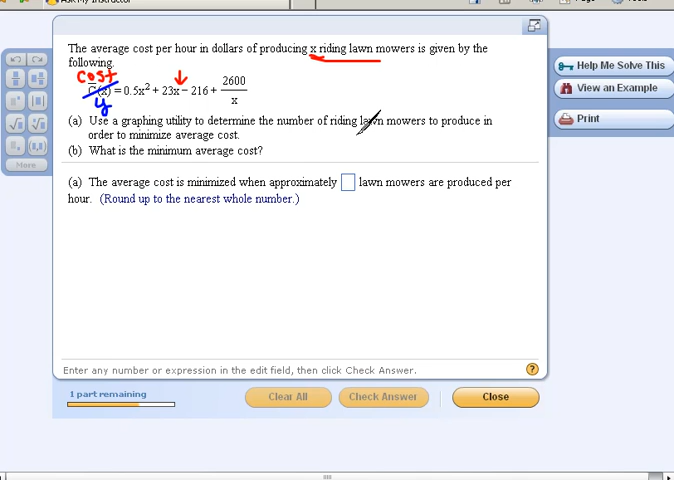 Ask My Instructor
Page
Tools
The average cost per hour in dollars of producing x riding lawn mowers is given by the
following.
cost
C̅(x) = 0.5x² + 23x − 216 + 2600/x
y
(a) Use a graphing utility to determine the number of riding lawn mowers to produce in
order to minimize average cost.
(b) What is the minimum average cost?
(a) The average cost is minimized when approximately lawn mowers are produced per
hour. (Round up to the nearest whole number.)
Enter any number or expression in the edit field, then click Check Answer.
?
1 part remaining
Clear All
Check Answer
Close
Help Me Solve This
View an Example
Print
More